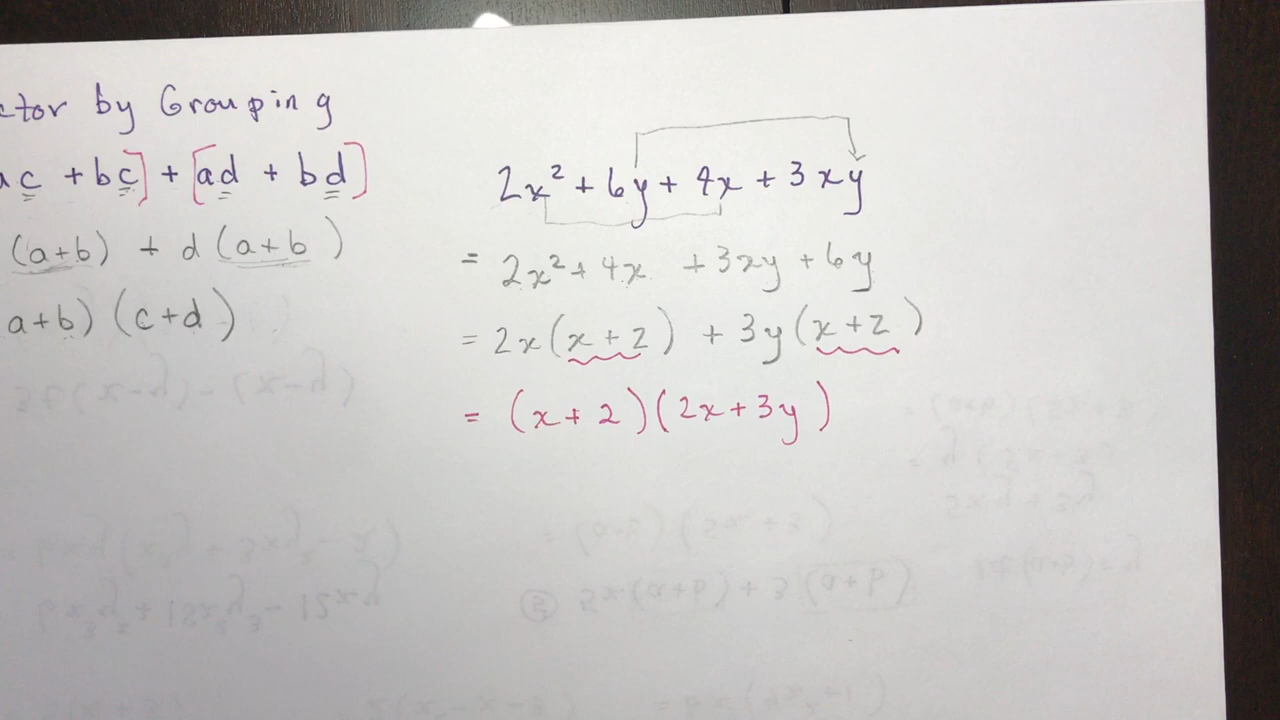 ctor by Grouping
ac + bc] + [ad + bd]
(a+b) + d(a+b)
a+b)(c+d)
2x² + 6y + 4x + 3xy
= 2x² + 4x + 3xy + 6y
= 2x(x+2) + 3y(x+2)
= (x+2)(2x+3y)